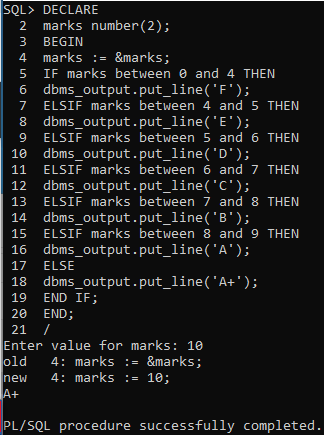 SQL> DECLARE
  2  marks number(2);
  3  BEGIN
  4  marks := &marks;
  5  IF marks between 0 and 4 THEN
  6  dbms_output.put_line('F');
  7  ELSIF marks between 4 and 5 THEN
  8  dbms_output.put_line('E');
  9  ELSIF marks between 5 and 6 THEN
 10  dbms_output.put_line('D');
 11  ELSIF marks between 6 and 7 THEN
 12  dbms_output.put_line('C');
 13  ELSIF marks between 7 and 8 THEN
 14  dbms_output.put_line('B');
 15  ELSIF marks between 8 and 9 THEN
 16  dbms_output.put_line('A');
 17  ELSE
 18  dbms_output.put_line('A+');
 19  END IF;
 20  END;
 21  /
Enter value for marks: 10
old   4: marks := &marks;
new   4: marks := 10;
A+
PL/SQL procedure successfully completed.